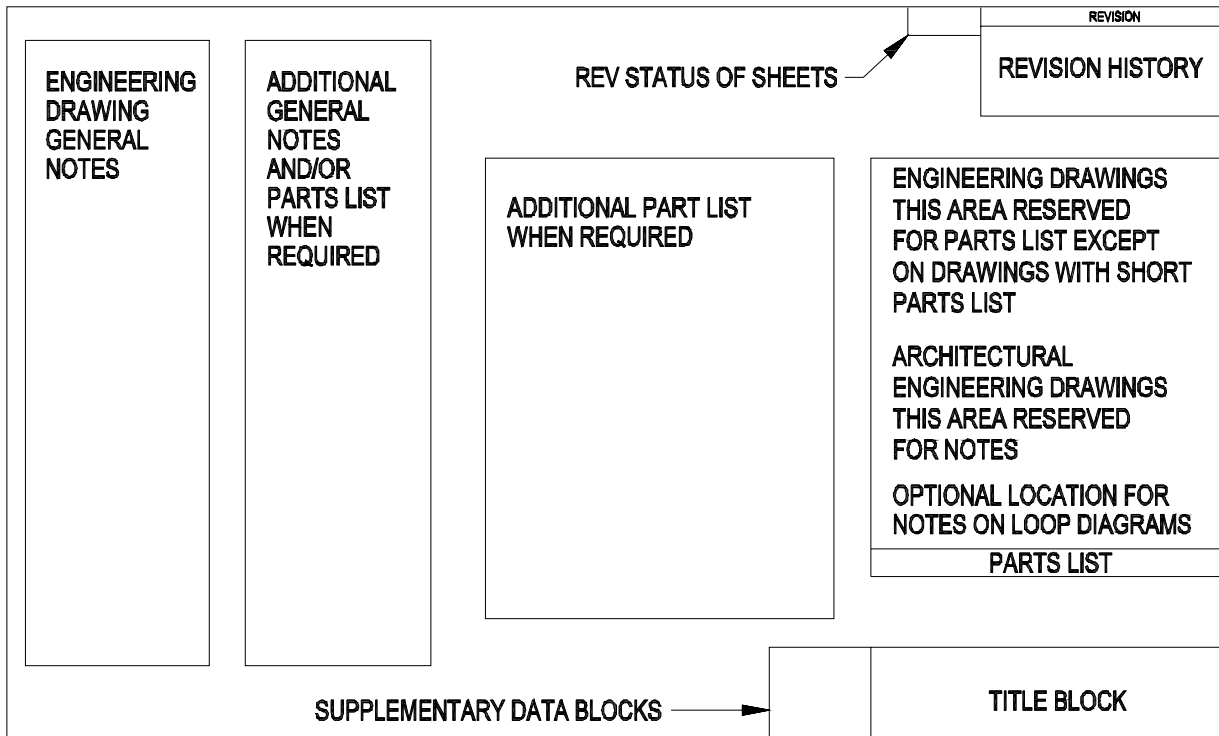 REVISION
REVISION HISTORY
REV STATUS OF SHEETS
ENGINEERING
DRAWING
GENERAL
NOTES
ADDITIONAL
GENERAL
NOTES
AND/OR
PARTS LIST
WHEN
REQUIRED
ADDITIONAL PART LIST
WHEN REQUIRED
ENGINEERING DRAWINGS
THIS AREA RESERVED
FOR PARTS LIST EXCEPT
ON DRAWINGS WITH SHORT
PARTS LIST
ARCHITECTURAL
ENGINEERING DRAWINGS
THIS AREA RESERVED
FOR NOTES
OPTIONAL LOCATION FOR
NOTES ON LOOP DIAGRAMS
PARTS LIST
SUPPLEMENTARY DATA BLOCKS
TITLE BLOCK